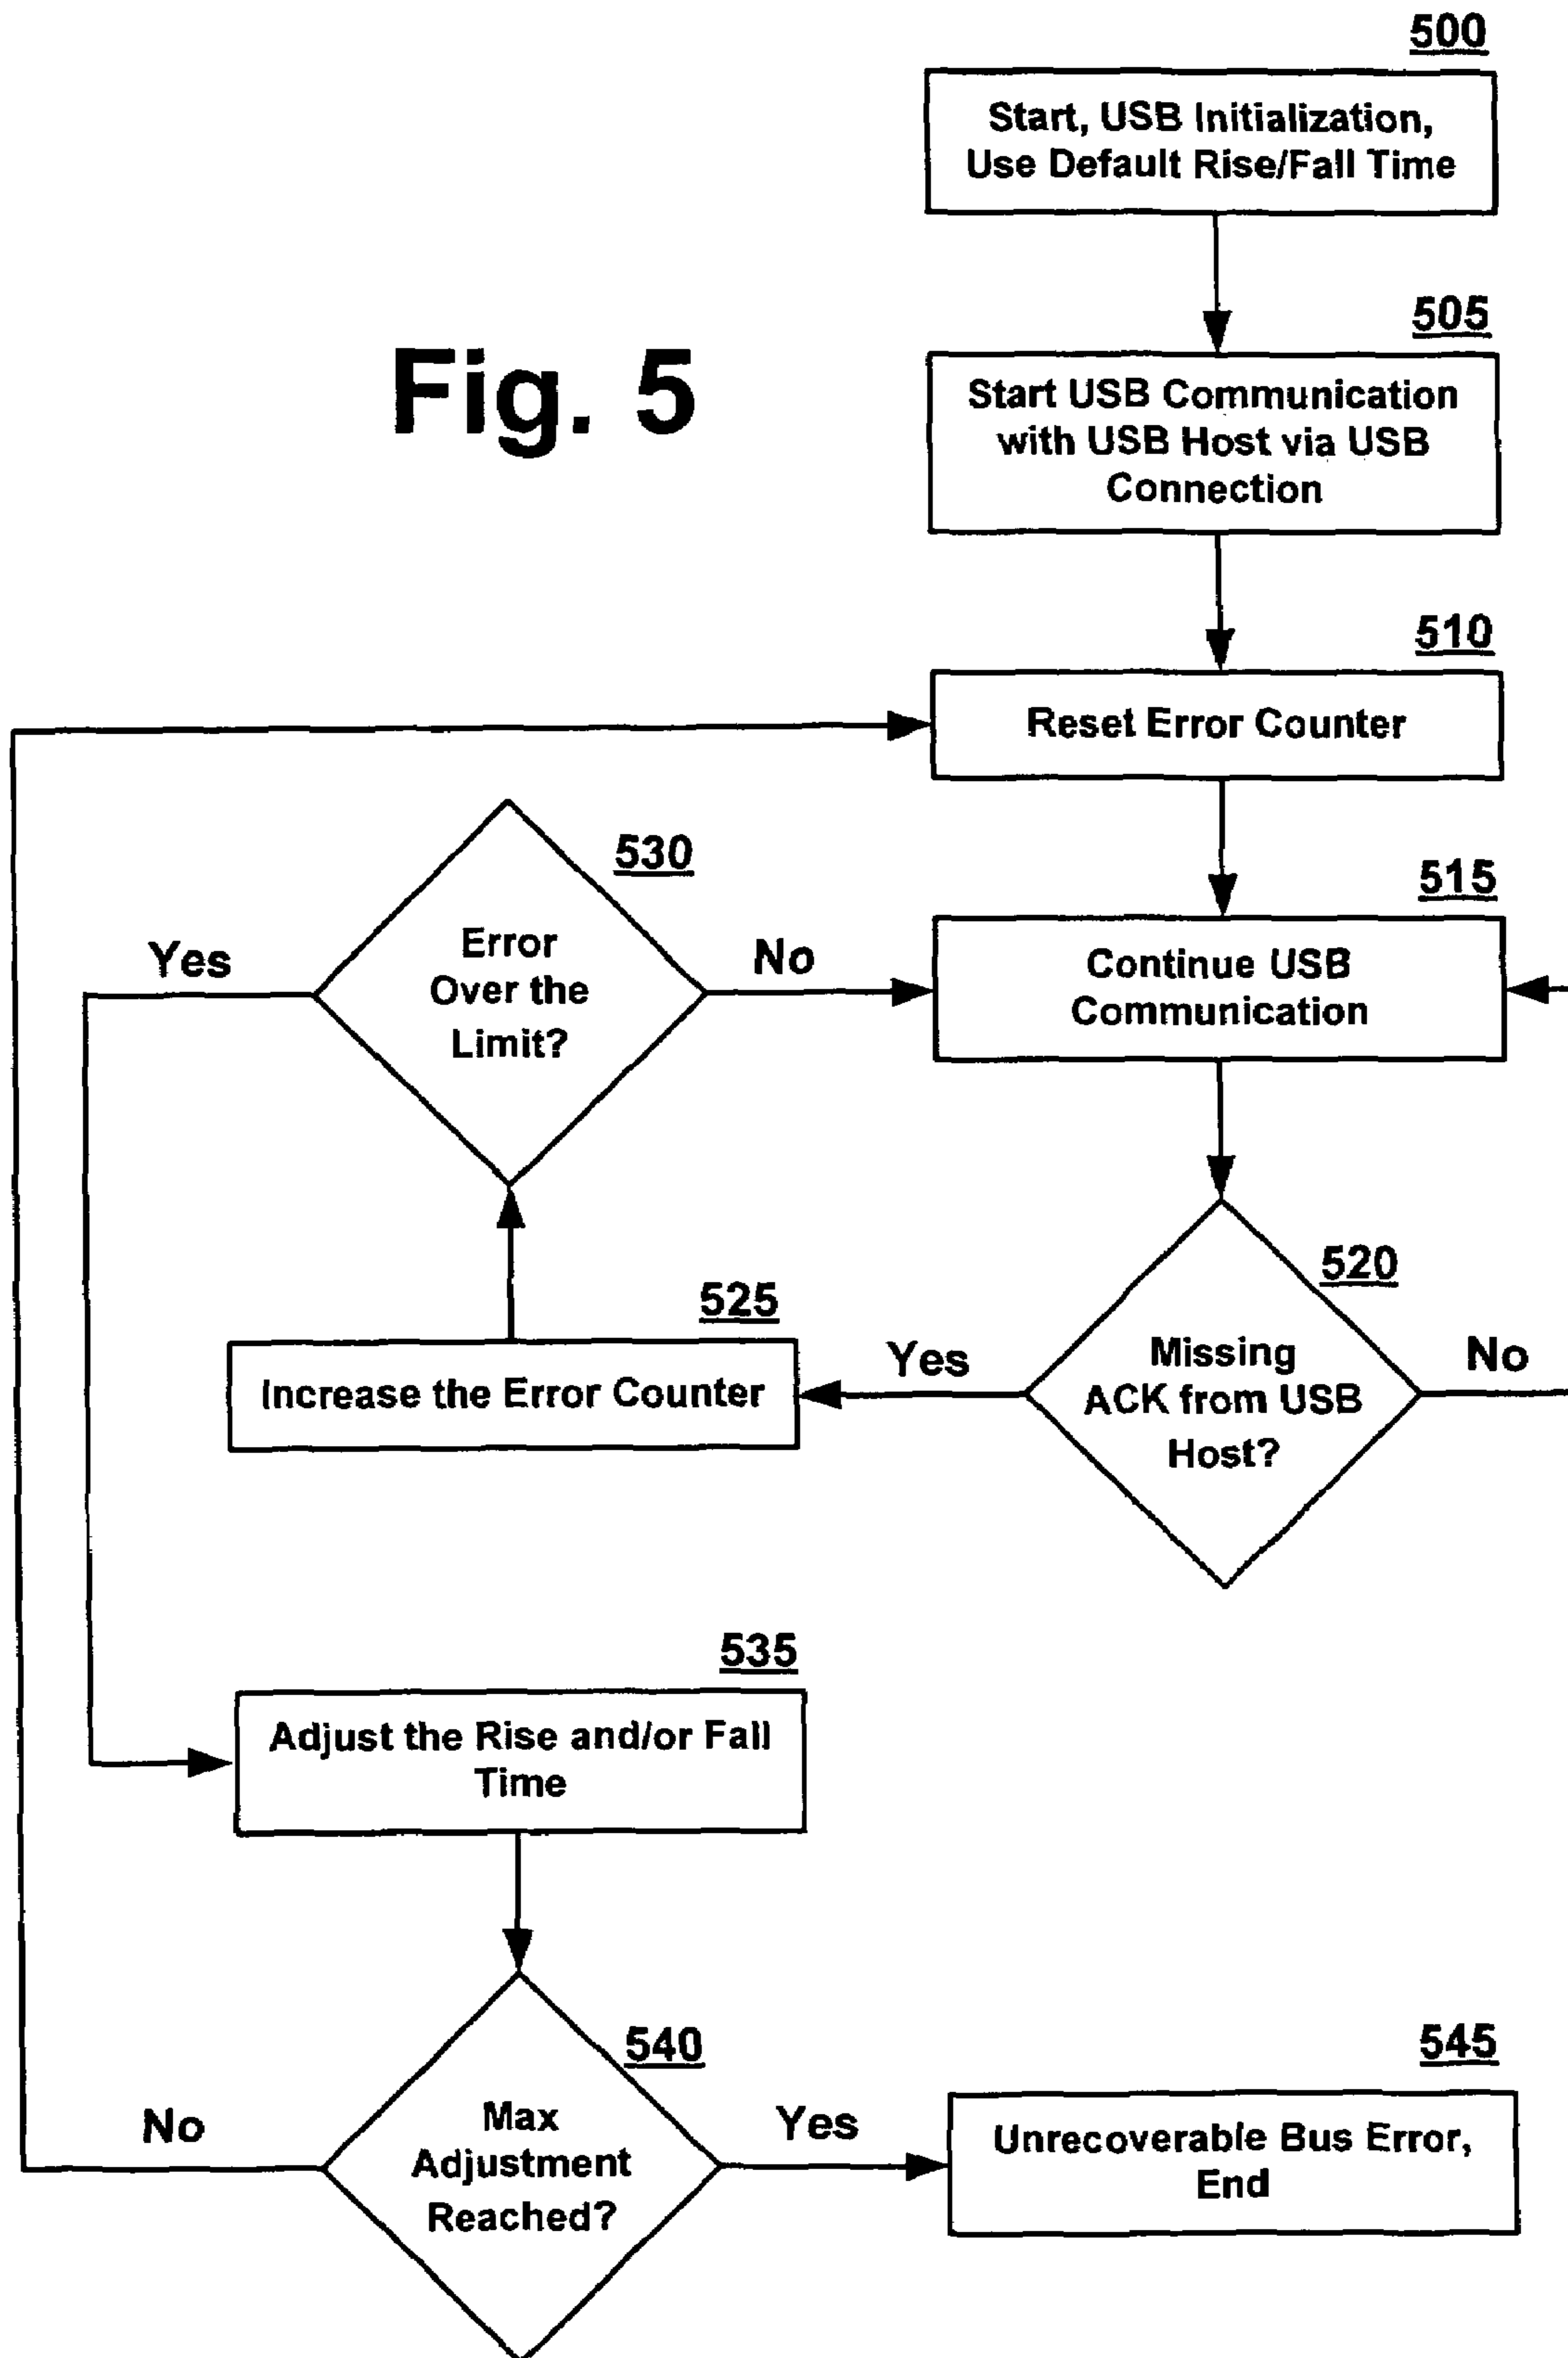 500
Start, USB Initialization,
Use Default Rise/Fall Time
Fig. 5
505
Start USB Communication
with USB Host via USB
Connection
510
Reset Error Counter
530
Error
Over the
Limit?
Yes
No
515
Continue USB
Communication
520
Missing
ACK from USB
Host?
Yes
No
525
Increase the Error Counter
535
Adjust the Rise and/or Fall
Time
540
Max
Adjustment
Reached?
No
Yes
545
Unrecoverable Bus Error,
End